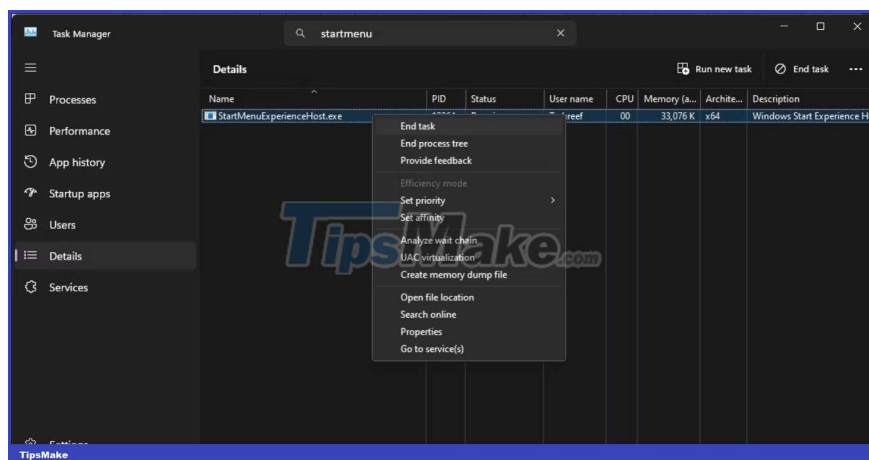 Task Manager
startmenu
Details
Run new task
End task
Processes
Performance
App history
Startup apps
Users
Details
Services
Name PID Status User name CPU Memory (a... Archite... Description
StartMenuExperienceHost.exe 00 33,076 K x64 Windows Start Experience H
End task
End process tree
Provide feedback
Efficiency mode
Set priority
Set affinity
Analyze wait chain
UAC virtualization
Create memory dump file
Open file location
Search online
Properties
Go to service(s)
TipsMake.com
TipsMake